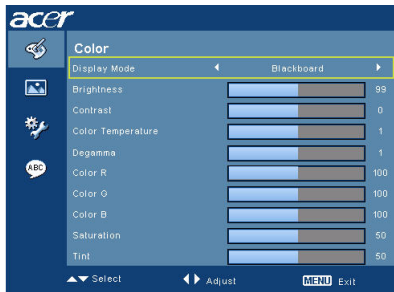 acer
Color
Display Mode Blackboard
Brightness 99
Contrast 0
Color Temperature 1
Degamma 1
ABC
Color R 100
Color G 100
Color B 100
Saturation 50
Tint 50
Select Adjust MENU Exit